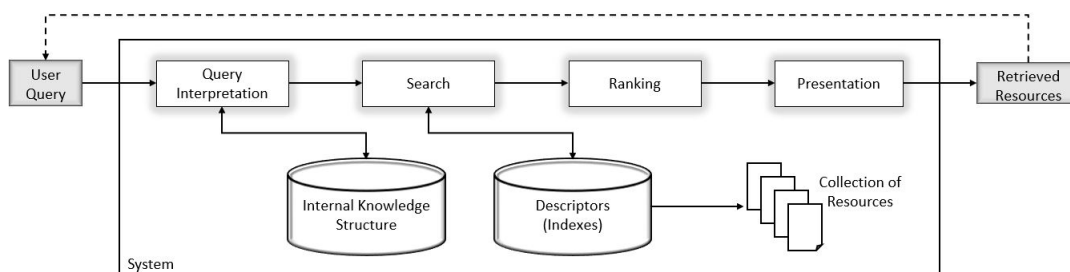 User
Query
Query
Interpretation
Search
Ranking
Presentation
Retrieved
Resources
Internal Knowledge
Structure
Descriptors
(Indexes)
Collection of
Resources
System